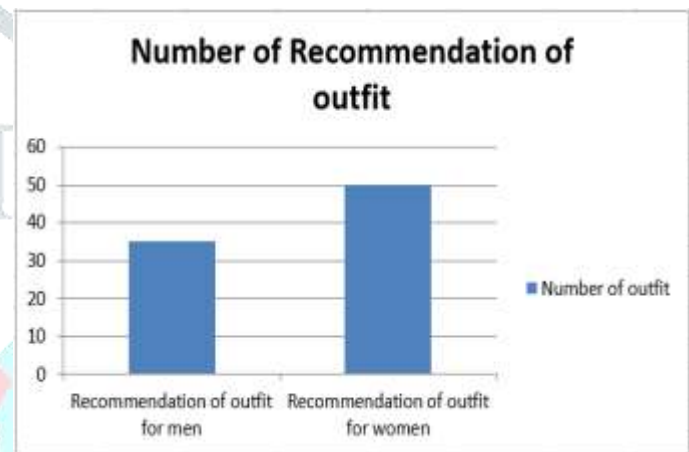 Number of Recommendation of
outfit
60
50
40
30
20
10
0
Recommendation of outfit
for men
Recommendation of outfit
for women
Number of outfit